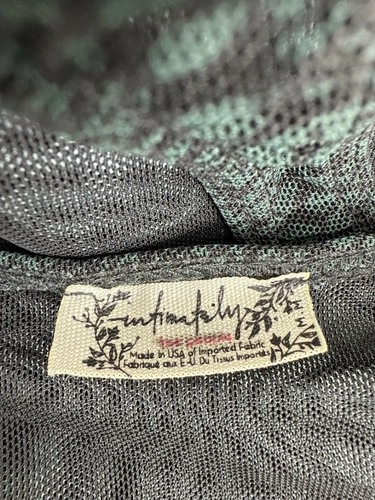 intimately
free people
Made in USA of Imported Fabric
Fabriqué aux E-U Du Tissus Importés
M M